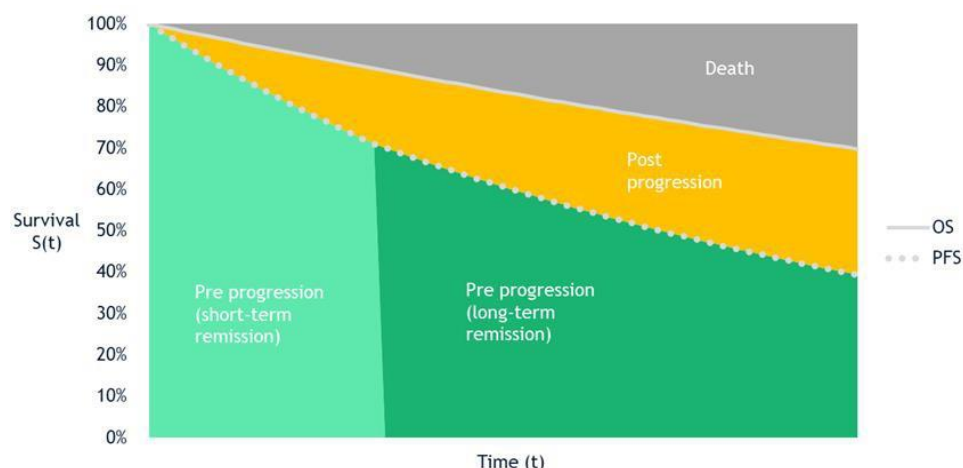 100%
90%
80%
70%
60%
50%
40%
30%
20%
10%
0%
Survival
S(t)
Death
Post
progression
Pre progression
(short-term
remission)
Pre progression
(long-term
remission)
OS
PFS
Time (t)